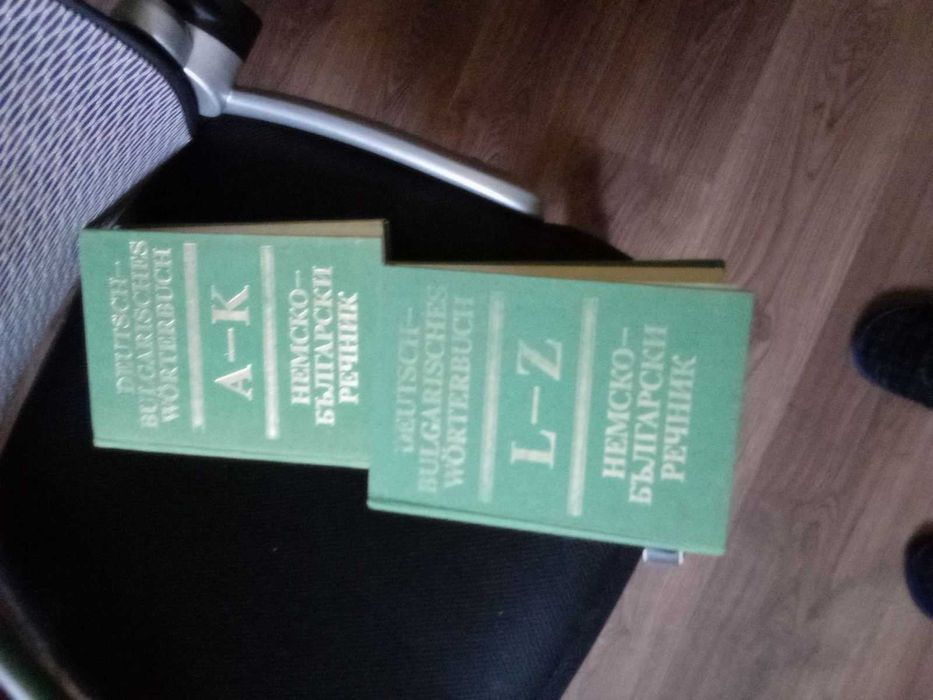 DEUTSCH–
BULGARISCHES
WÖRTERBUCH
A–K
НЕМСКО–
БЪЛГАРСКИ
РЕЧНИК
DEUTSCH–
BULGARISCHES
WÖRTERBUCH
L–Z
НЕМСКО–
БЪЛГАРСКИ
РЕЧНИК